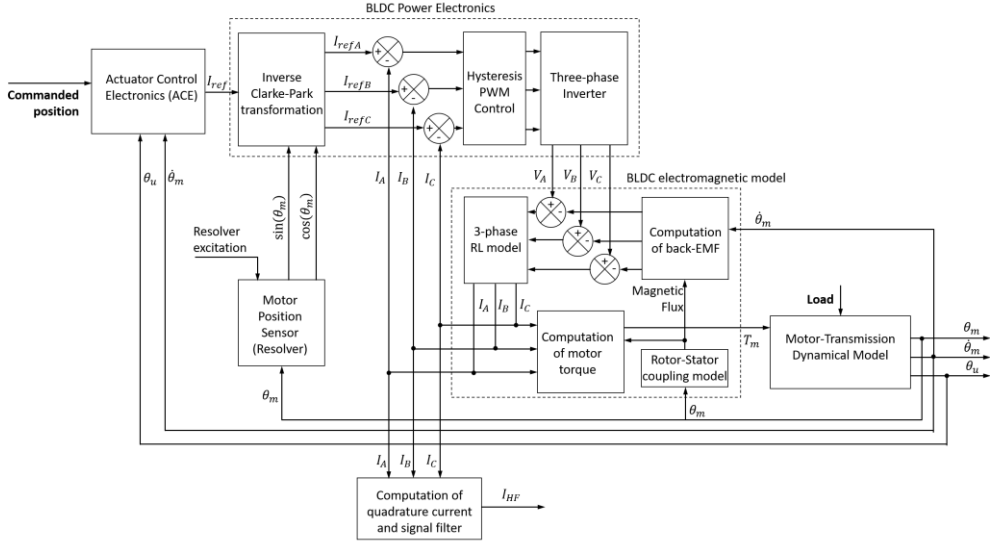 BLDC Power Electronics
Actuator Control
Electronics (ACE)
Commanded
position
I_ref
Inverse
Clarke-Park
transformation
I_refA
I_refB
I_refC
+
-
+
-
+
-
Hysteresis
PWM
Control
Three-phase
Inverter
θ_u
θ̇_m
sin(θ_m)
cos(θ_m)
I_A
I_B
I_C
V_A
V_B
V_C
BLDC electromagnetic model
3-phase
RL model
+
-
+
-
+
-
Computation
of back-EMF
θ̇_m
Resolver
excitation
Motor
Position
Sensor
(Resolver)
I_A
I_B
I_C
Magnetic
Flux
Load
Computation
of motor
torque
T_m
Rotor-Stator
coupling model
Motor-Transmission
Dynamical Model
θ_m
θ̇_m
θ_u
θ_m
θ_m
I_A
I_B
I_C
Computation of
quadrature current
and signal filter
I_HF